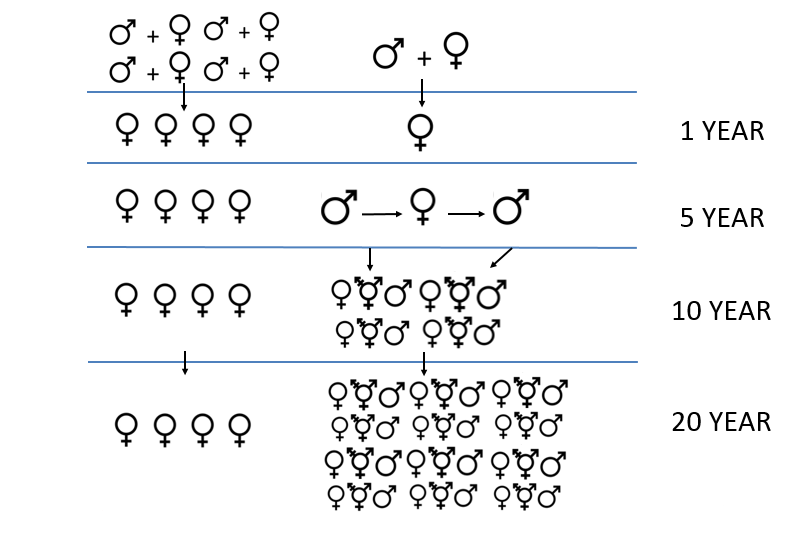 ♂ + ♀ ♂ + ♀
♂ + ♀ ♂ + ♀
♂ + ♀
1 YEAR
5 YEAR
10 YEAR
20 YEAR